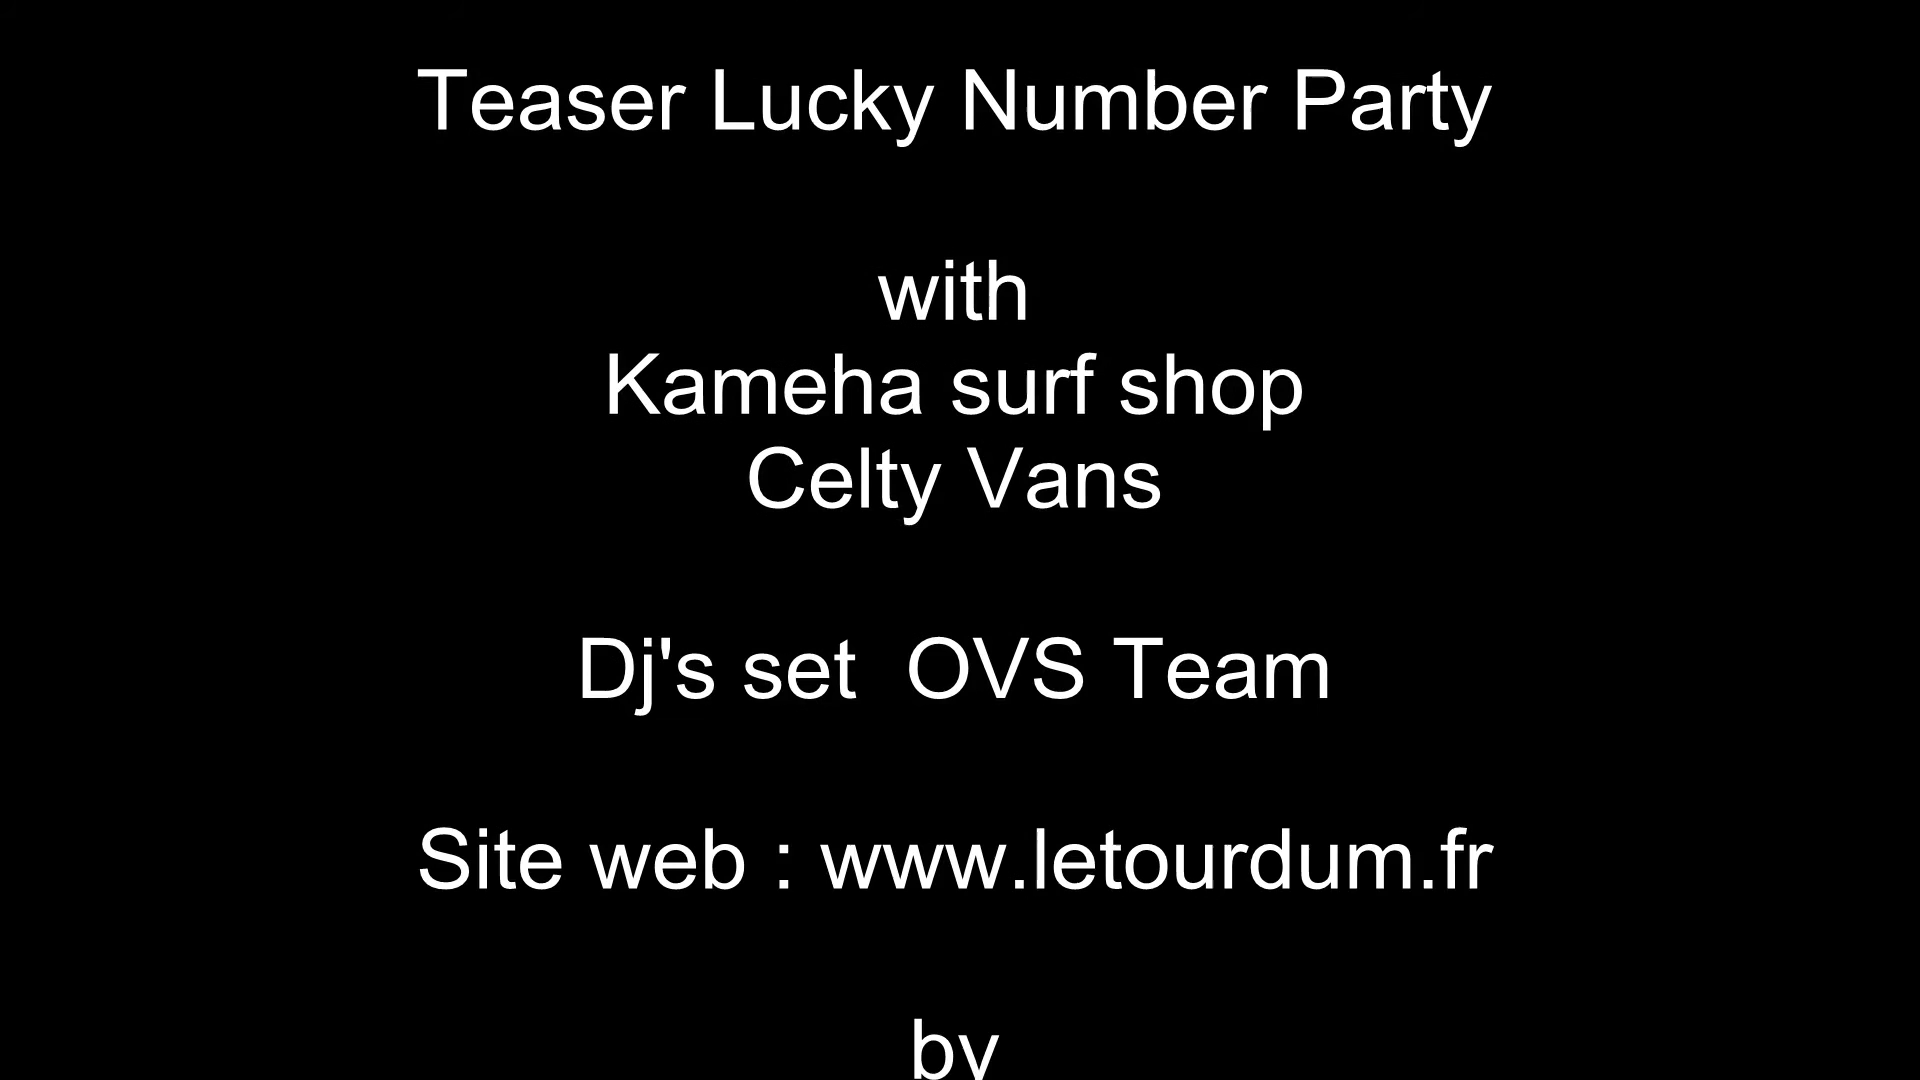 Teaser Lucky Number Party
with
Kameha surf shop
Celty Vans
Dj's set  OVS Team
Site web : www.letourdum.fr
by